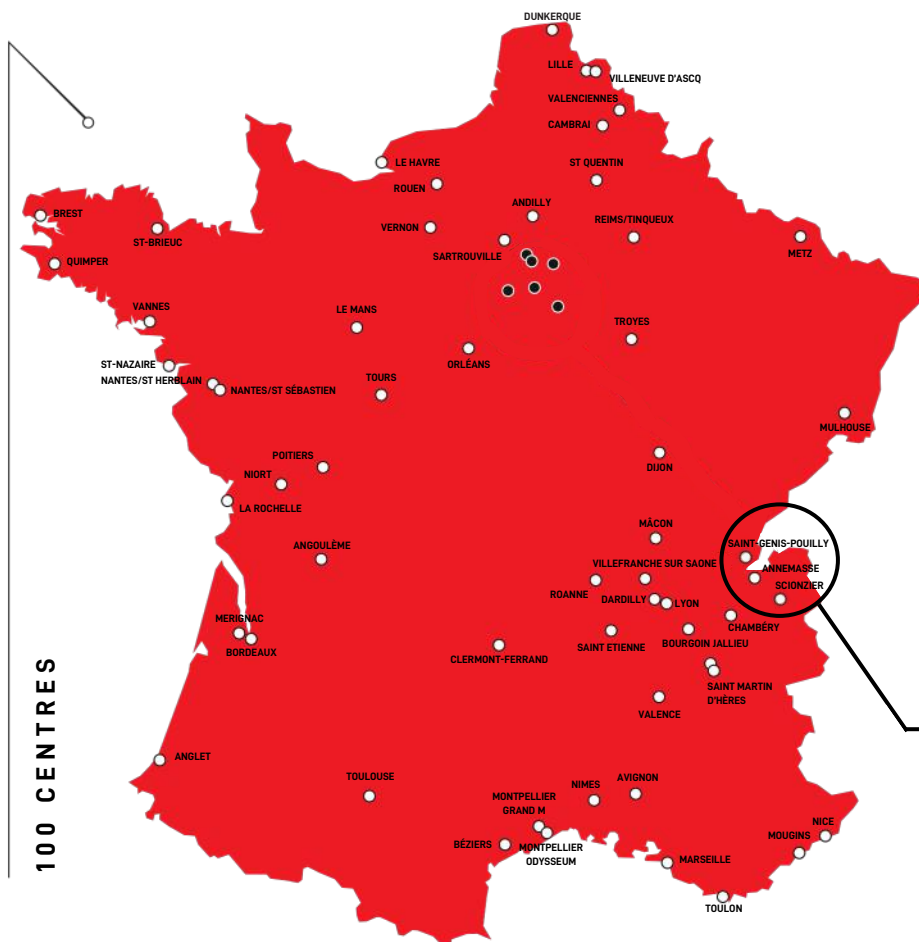 DUNKERQUE
LILLE
VILLENEUVE D'ASCQ
VALENCIENNES
CAMBRAI
LE HAVRE
ST QUENTIN
ROUEN
ANDILLY
BREST
VERNON
REIMS/TINQUEUX
ST-BRIEUC
SARTROUVILLE
METZ
QUIMPER
VANNES
LE MANS
TROYES
ST-NAZAIRE
ORLÉANS
NANTES/ST HERBLAIN
TOURS
NANTES/ST SÉBASTIEN
MULHOUSE
POITIERS
DIJON
NIORT
LA ROCHELLE
MÂCON
ANGOULÊME
SAINT-GENIS-POUILLY
VILLEFRANCHE SUR SAONE
ANNEMASSE
ROANNE
DARDILLY
LYON
SCIONZIER
MERIGNAC
CHAMBÉRY
BORDEAUX
CLERMONT-FERRAND
SAINT ETIENNE
BOURGOIN JALLIEU
SAINT MARTIN
D'HÈRES
VALENCE
100 CENTRES
ANGLET
TOULOUSE
NIMES
AVIGNON
MONTPELLIER
GRAND M
NICE
MOUGINS
BÉZIERS
MONTPELLIER
ODYSSEUM
MARSEILLE
TOULON